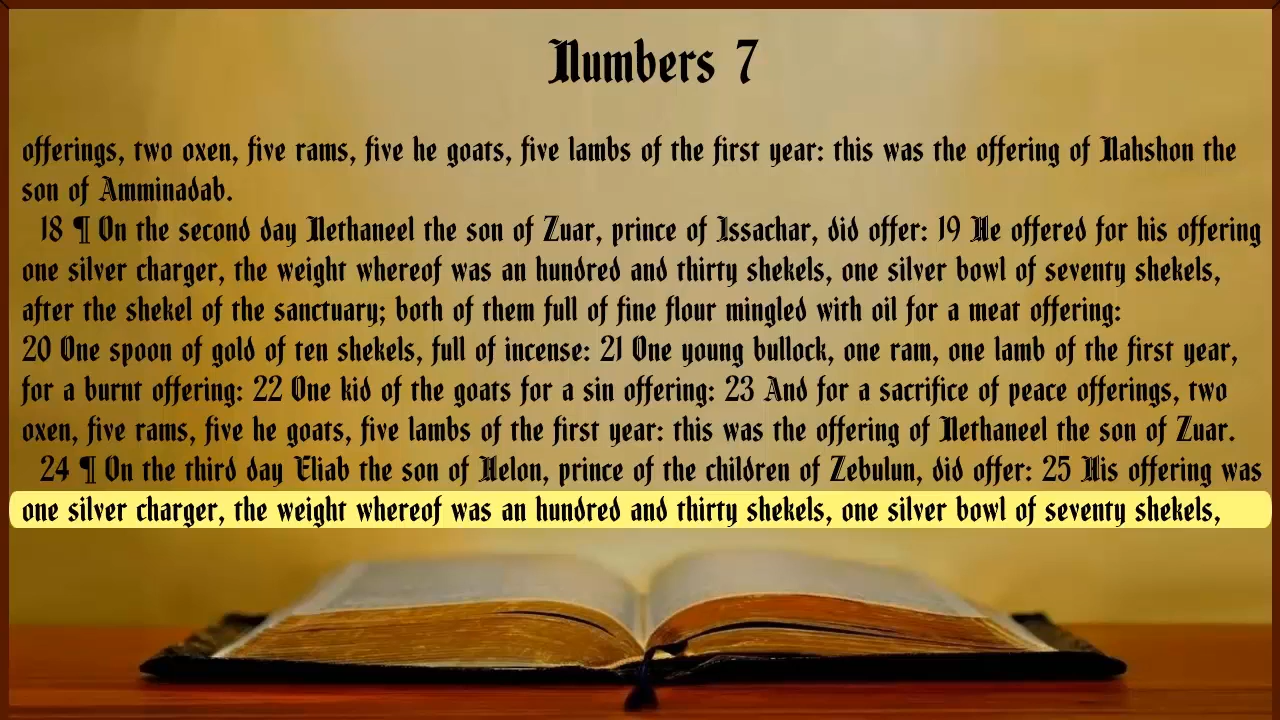 Numbers 7
offerings, two oxen, five rams, five he goats, five lambs of the first year: this was the offering of Nahshon the
son of Amminadab.
18 ¶ On the second day Nethaneel the son of Zuar, prince of Issachar, did offer: 19 He offered for his offering
one silver charger, the weight whereof was an hundred and thirty shekels, one silver bowl of seventy shekels,
after the shekel of the sanctuary; both of them full of fine flour mingled with oil for a meat offering:
20 One spoon of gold of ten shekels, full of incense: 21 One young bullock, one ram, one lamb of the first year,
for a burnt offering: 22 One kid of the goats for a sin offering: 23 And for a sacrifice of peace offerings, two
oxen, five rams, five he goats, five lambs of the first year: this was the offering of Nethaneel the son of Zuar.
24 ¶ On the third day Eliab the son of Helon, prince of the children of Zebulun, did offer: 25 His offering was
one silver charger, the weight whereof was an hundred and thirty shekels, one silver bowl of seventy shekels,